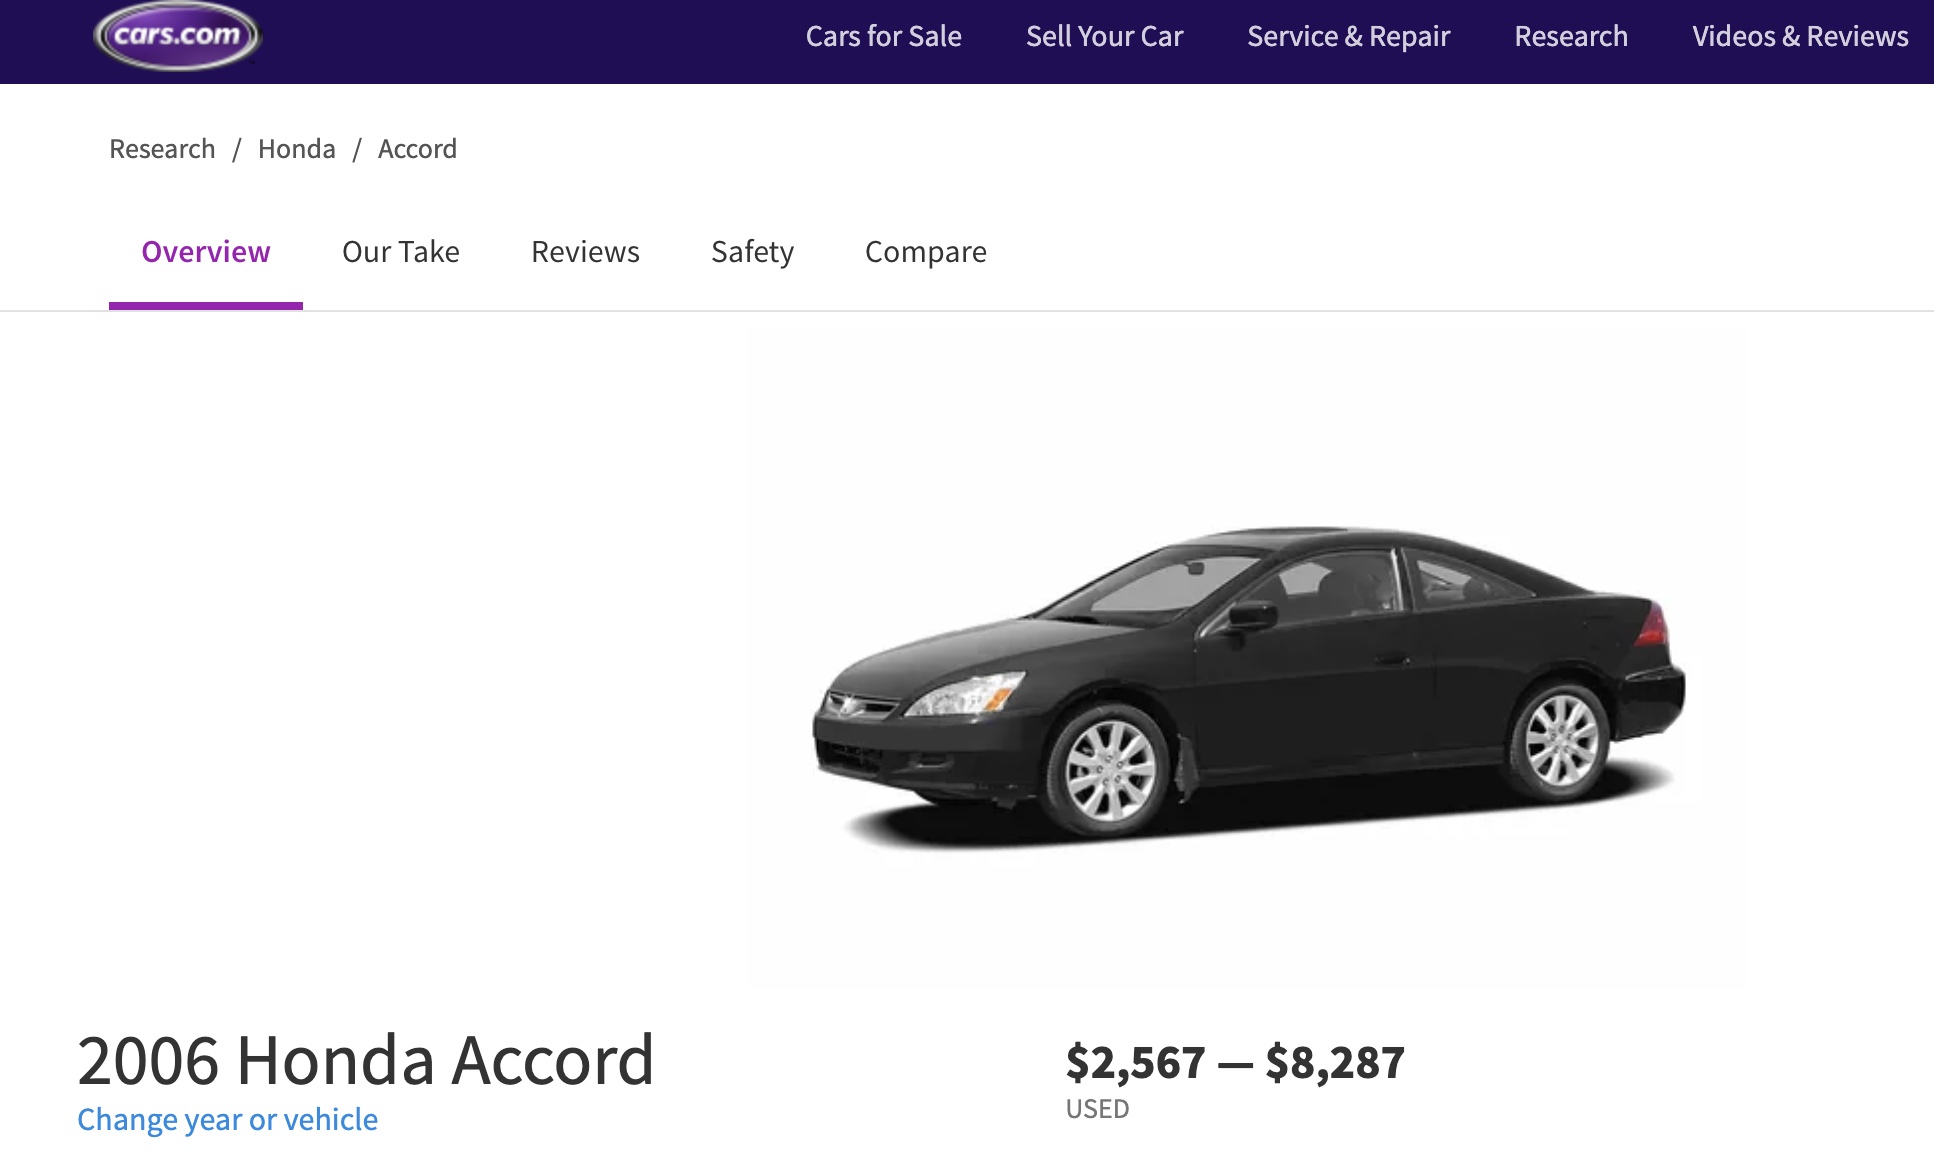 cars.com
Cars for Sale Sell Your Car Service & Repair Research Videos & Reviews
Research / Honda / Accord
Overview Our Take Reviews Safety Compare
2006 Honda Accord
$2,567 — $8,287
Change year or vehicle
USED